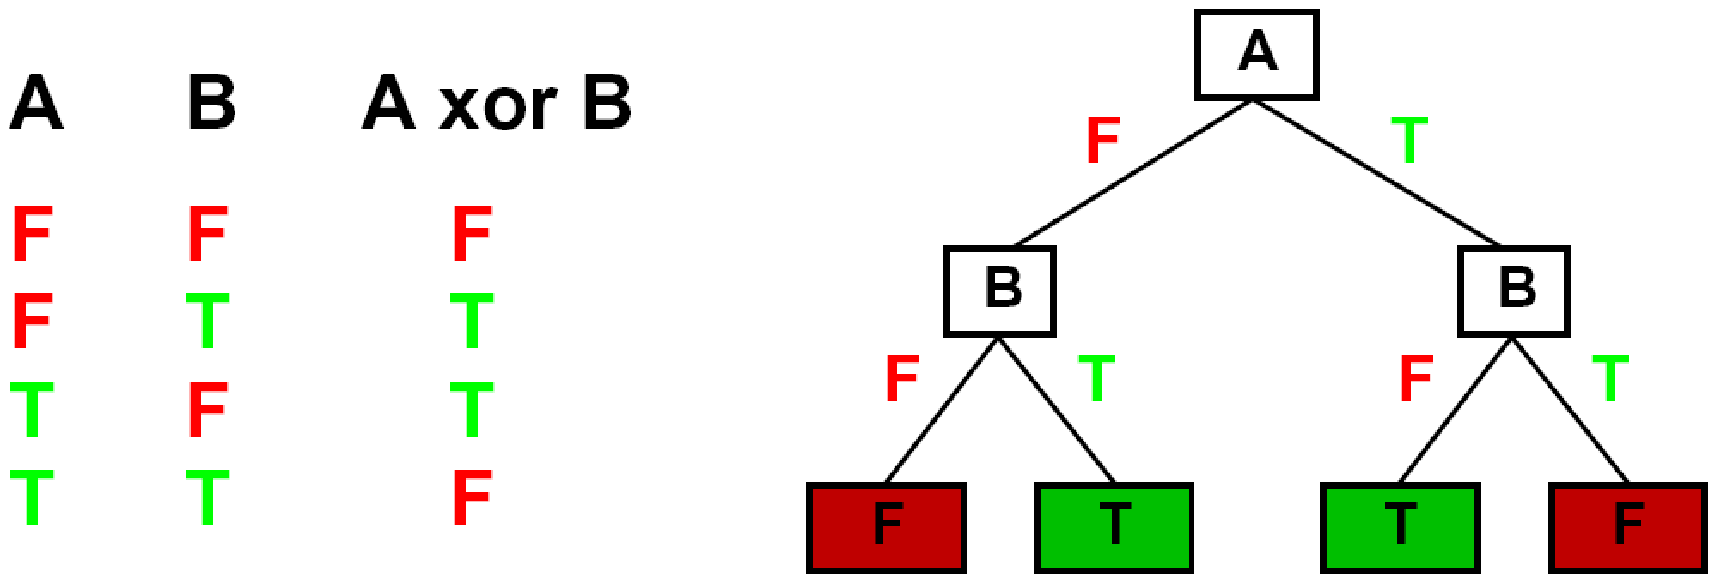 A B A xor B
F F F
F T T
T F T
T T F
A
F T
B B
F T F T
F T T F